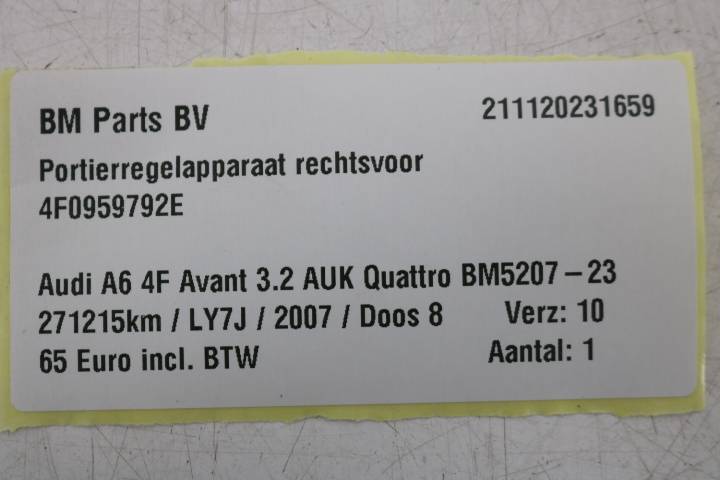 BM Parts BV 211120231659
Portierregelapparaat rechtsvoor
4F0959792E
Audi A6 4F Avant 3.2 AUK Quattro BM5207 – 23
271215km / LY7J / 2007 / Doos 8 Verz: 10
65 Euro incl. BTW Aantal: 1